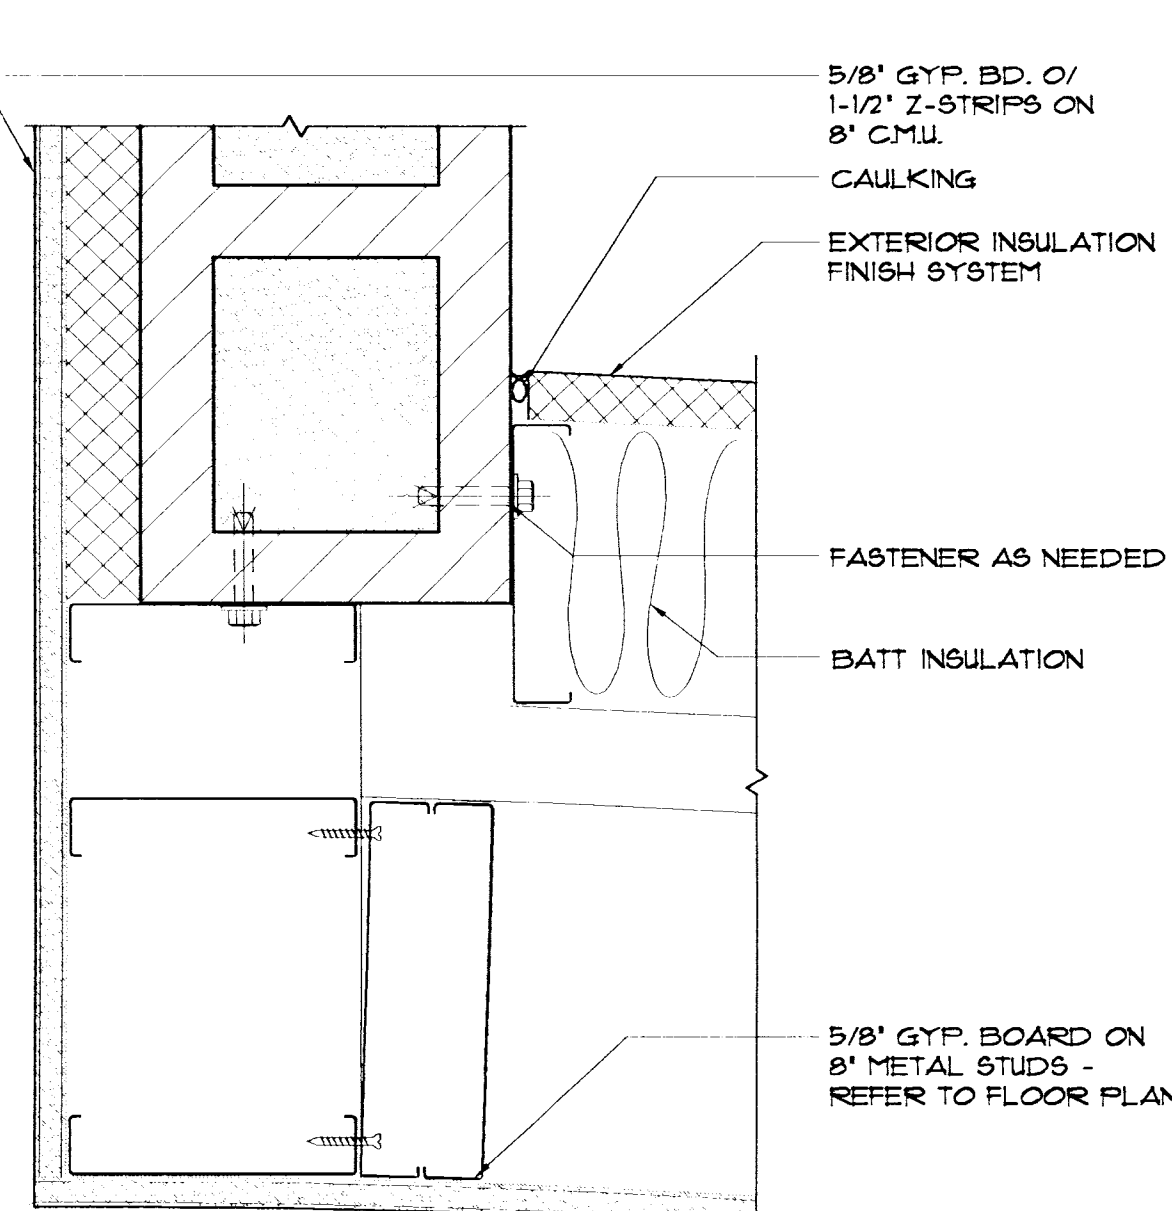 5/8" GYP. BD. O/
1-1/2" Z-STRIPS ON
8" C.M.U.
CAULKING
EXTERIOR INSULATION
FINISH SYSTEM
FASTENER AS NEEDED
BATT INSULATION
5/8" GYP. BOARD ON
8" METAL STUDS -
REFER TO FLOOR PLAN